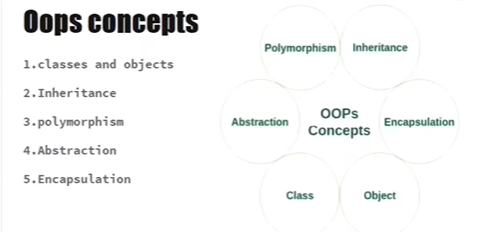 Oops concepts
1.classes and objects
2.Inheritance
3.polymorphism
4.Abstraction
5.Encapsulation
Polymorphism
Inheritance
Abstraction
OOPs
Concepts
Encapsulation
Class
Object